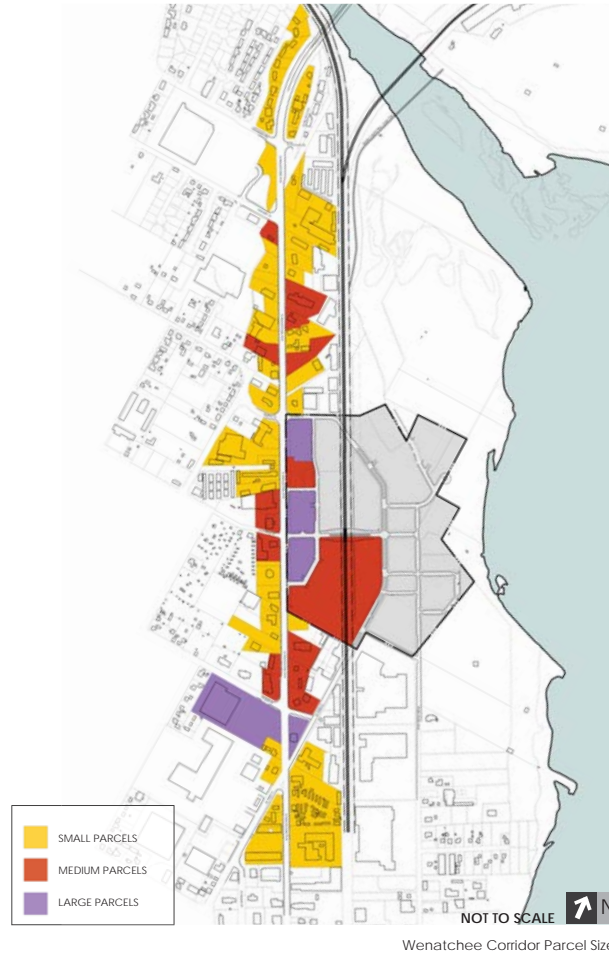 SMALL PARCELS
MEDIUM PARCELS
LARGE PARCELS
NOT TO SCALE
N
Wenatchee Corridor Parcel Size